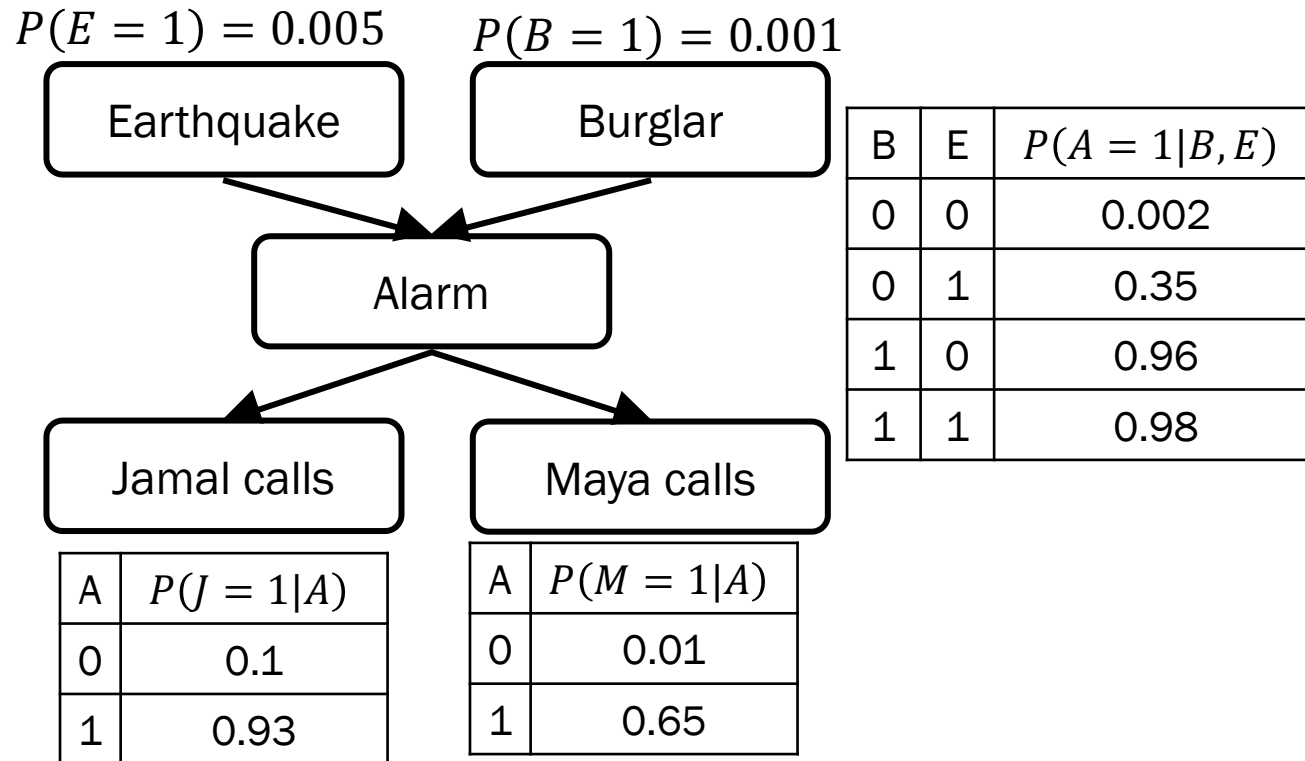 P(E = 1) = 0.005
P(B = 1) = 0.001
Earthquake
Burglar
B E P(A = 1|B, E)
0 0 0.002
0 1 0.35
1 0 0.96
1 1 0.98
Alarm
Jamal calls
Maya calls
A P(J = 1|A)
0 0.1
1 0.93
A P(M = 1|A)
0 0.01
1 0.65